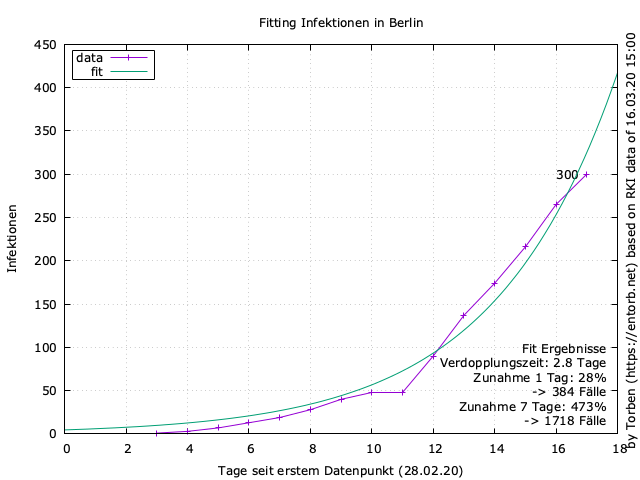 Fitting Infektionen in Berlin
450
400
350
300
250
200
150
100
50
0
data
fit
300
Infektionen
Fit Ergebnisse
Verdopplungszeit: 2.8 Tage
Zunahme 1 Tag: 28%
-> 384 Fälle
Zunahme 7 Tage: 473%
-> 1718 Fälle
0 2 4 6 8 10 12 14 16 18
Tage seit erstem Datenpunkt (28.02.20)
by Torben (https://entorb.net) based on RKI data of 16.03.20 15:00